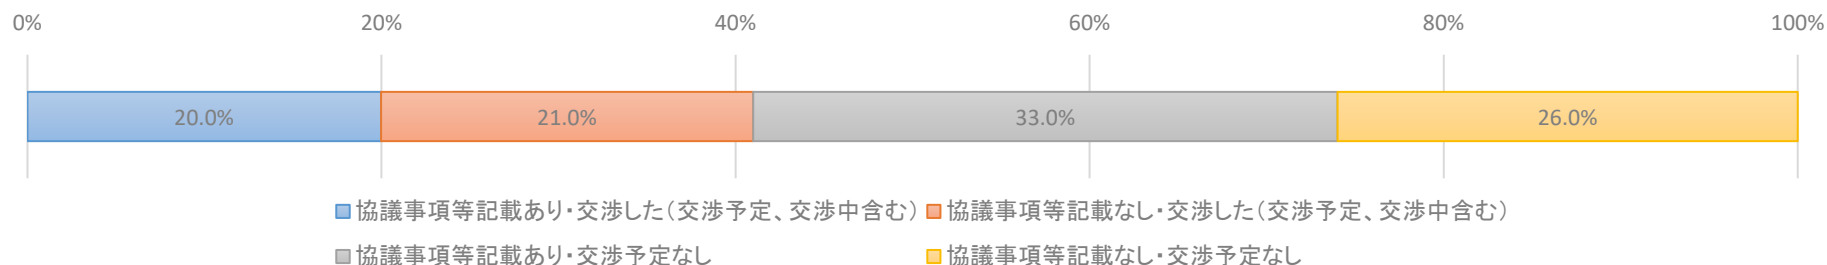 0% 20% 40% 60% 80% 100%
20.0% 21.0% 33.0% 26.0%
協議事項等記載あり・交渉した（交渉予定、交渉中含む） 協議事項等記載なし・交渉した（交渉予定、交渉中含む）
協議事項等記載あり・交渉予定なし 協議事項等記載なし・交渉予定なし